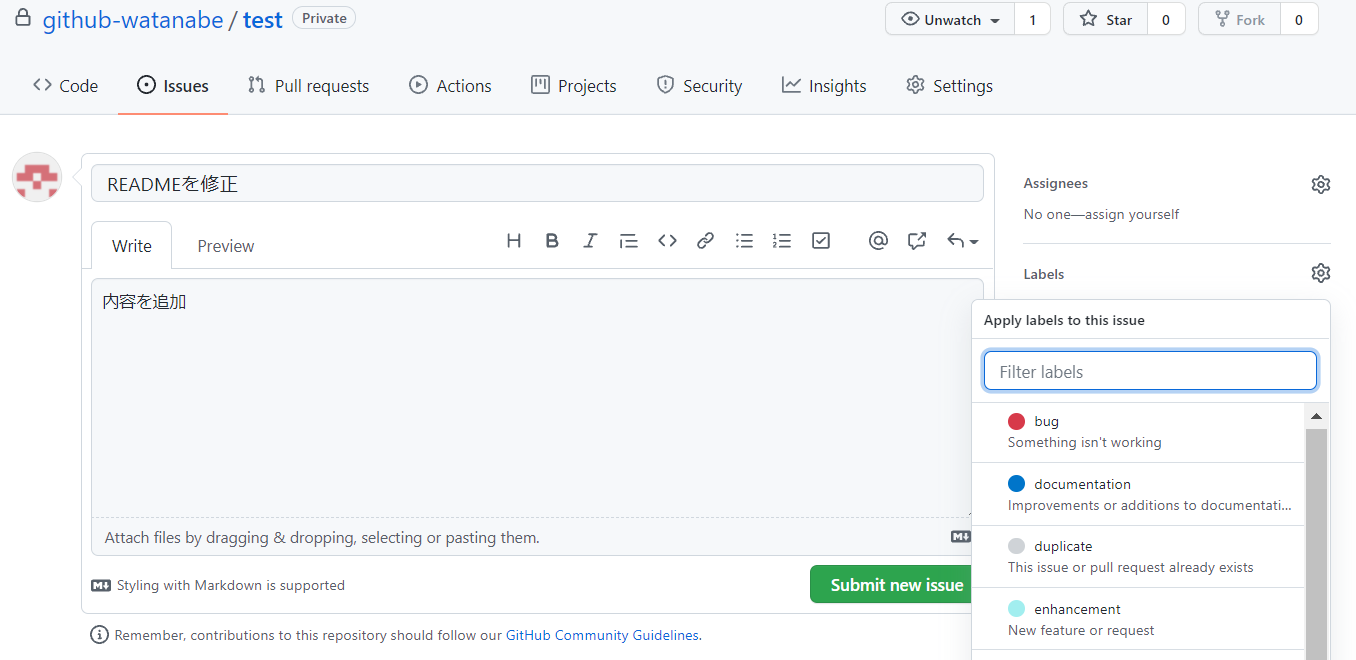 github-watanabe / test Private
Unwatch 1 Star 0 Fork 0
Code Issues Pull requests Actions Projects Security Insights Settings
READMEを修正
Write Preview
内容を追加
Attach files by dragging & dropping, selecting or pasting them.
Styling with Markdown is supported
Submit new issue
Remember, contributions to this repository should follow our GitHub Community Guidelines.
Assignees
No one—assign yourself
Labels
Apply labels to this issue
Filter labels
bug
Something isn't working
documentation
Improvements or additions to documentati...
duplicate
This issue or pull request already exists
enhancement
New feature or request